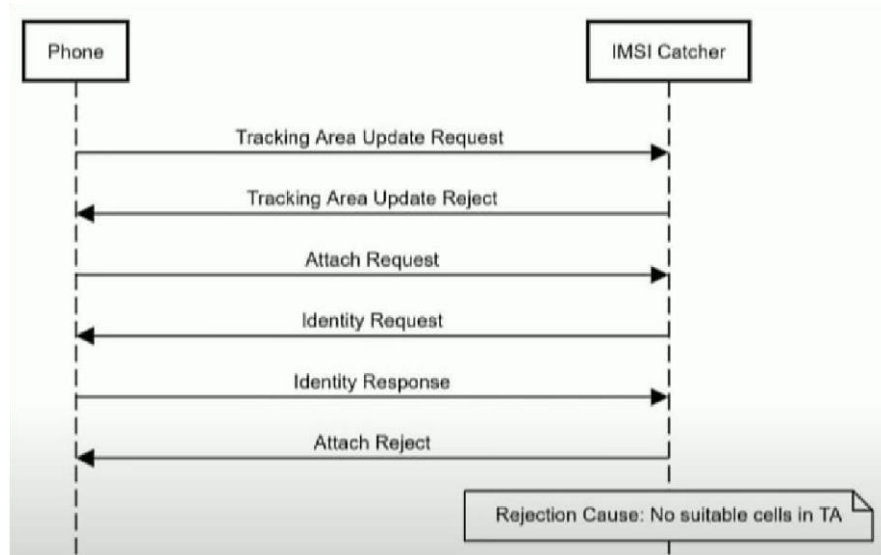 Phone
IMSI Catcher
Tracking Area Update Request
Tracking Area Update Reject
Attach Request
Identity Request
Identity Response
Attach Reject
Rejection Cause: No suitable cells in TA